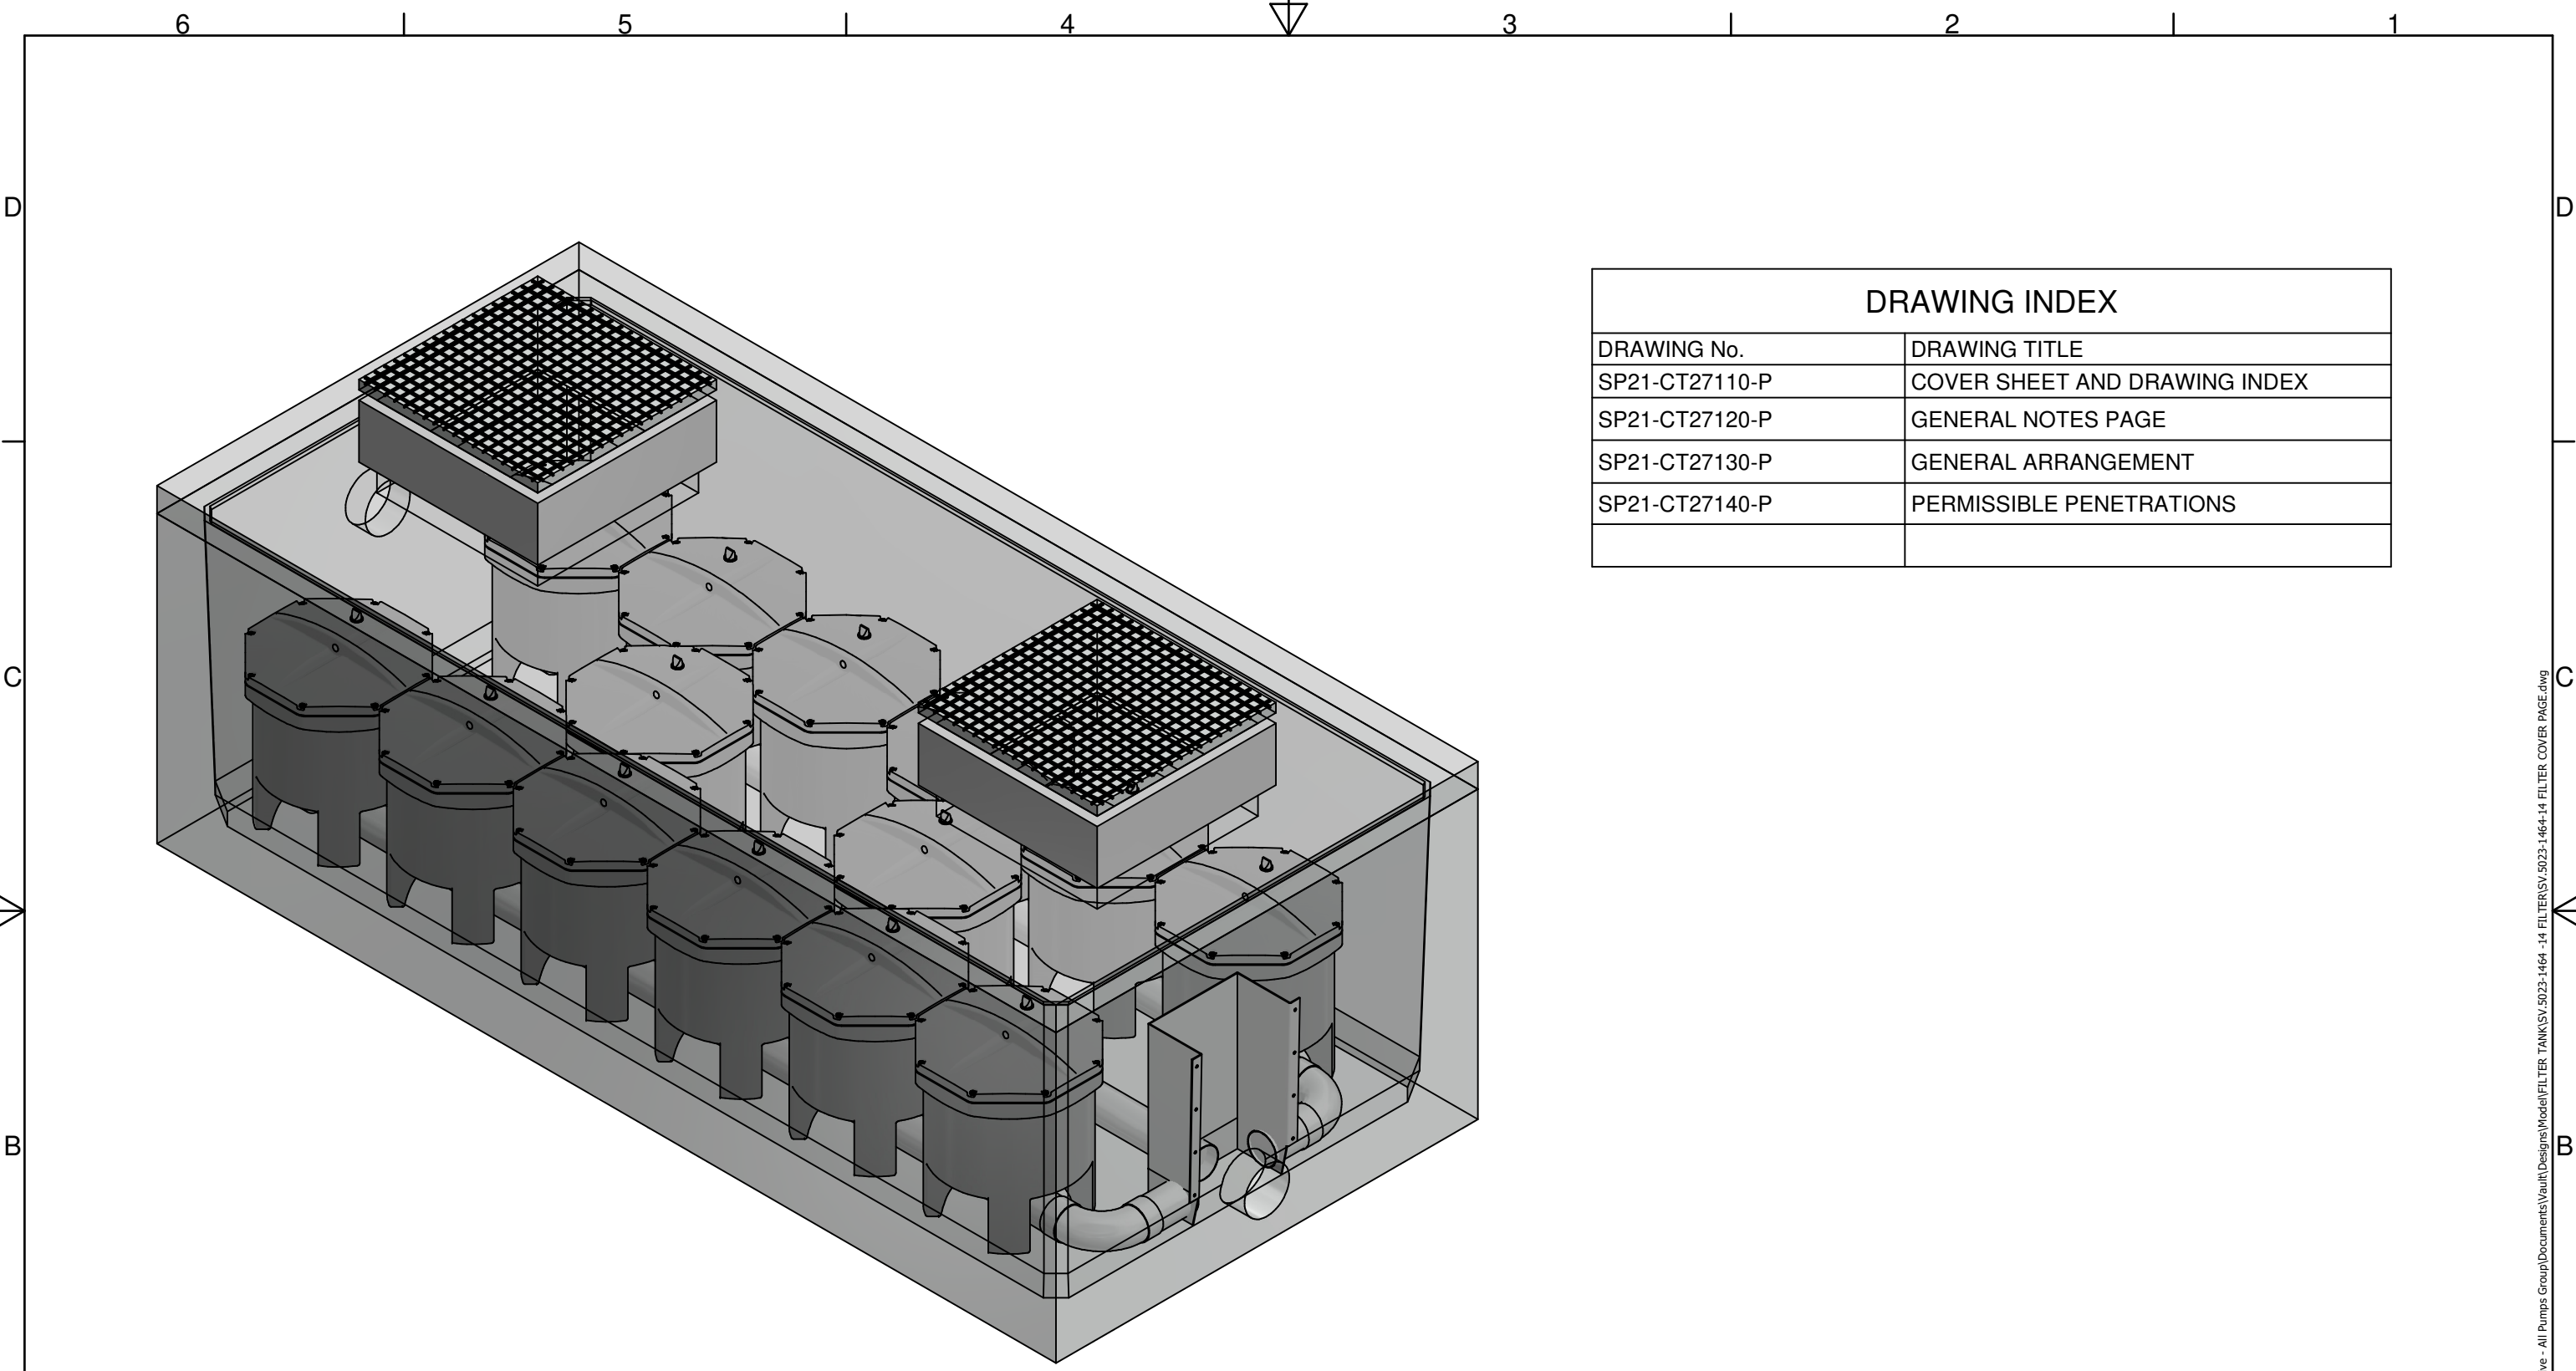 6 5 4 3 2 1
D D
DRAWING INDEX
DRAWING No. DRAWING TITLE
SP21-CT27110-P COVER SHEET AND DRAWING INDEX
SP21-CT27120-P GENERAL NOTES PAGE
SP21-CT27130-P GENERAL ARRANGEMENT
SP21-CT27140-P PERMISSIBLE PENETRATIONS
C C
B B
ve - All Pumps Group\Documents\Vault\Designs\Model\FILTER TANK\SV.5023-1464 -14 FILTER\SV.5023-1464-14 FILTER COVER PAGE.dwg